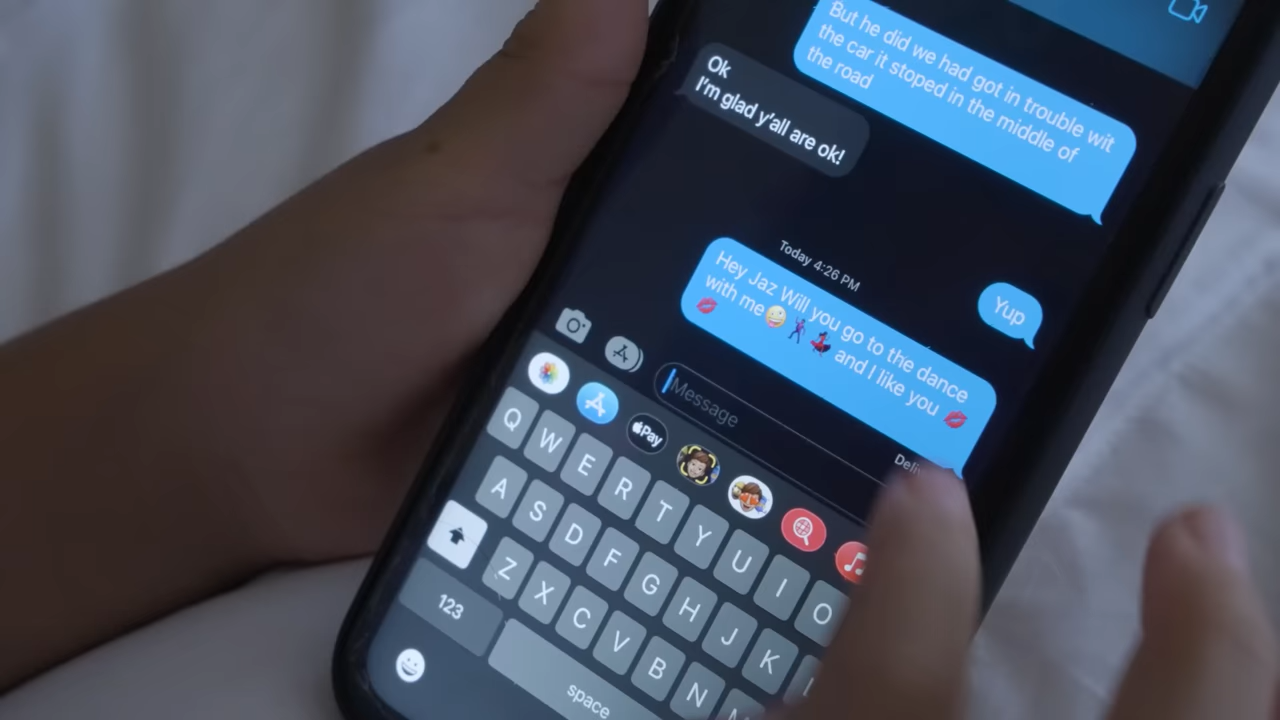 But he did we had got in trouble wit
the car it stoped in the middle of
the road
Ok
I'm glad y'all are ok!
Yup
Today 4:26 PM
Hey Jaz Will you go to the dance
with me🤪🕺💃 and I like you 💋
💋
Message
Pay
Q W E R T Y U I O
A S D F G H J K
Z X C V B N
123
space